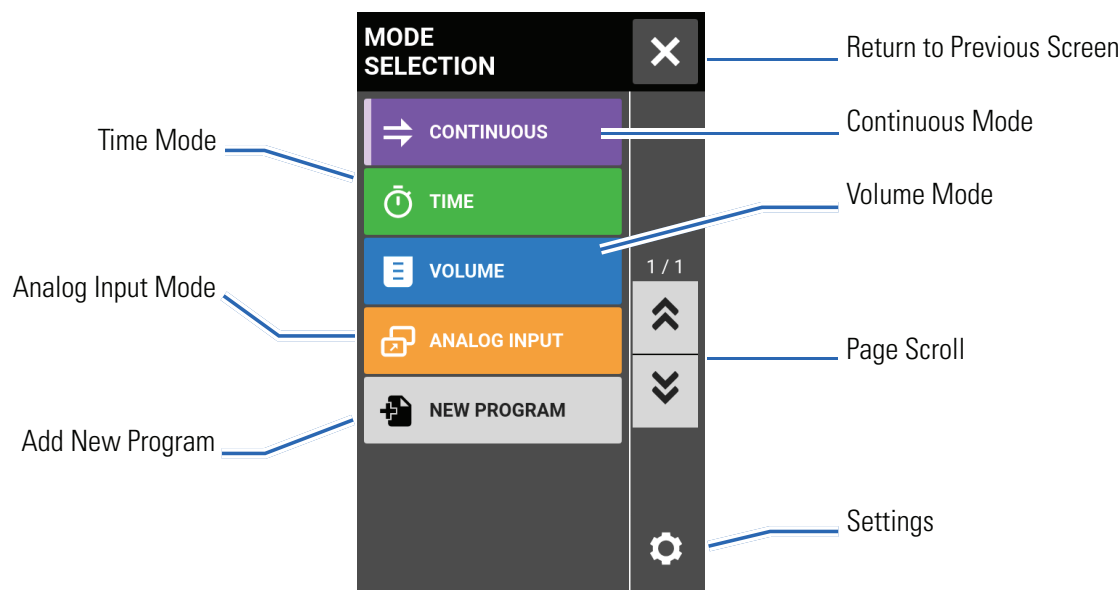 MODE
SELECTION
Return to Previous Screen
CONTINUOUS
Continuous Mode
Time Mode
TIME
Volume Mode
VOLUME
1 / 1
Analog Input Mode
ANALOG INPUT
Page Scroll
NEW PROGRAM
Add New Program
Settings